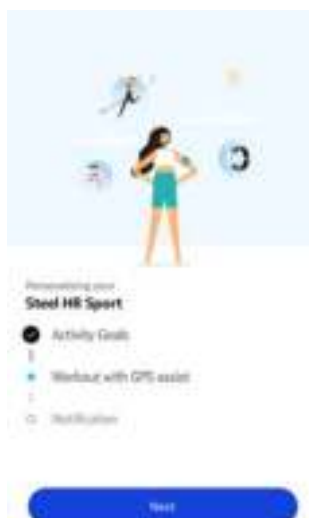 Personalizing your
Steel HR Sport
Activity Goals
Workout with GPS assist
Notification
Next